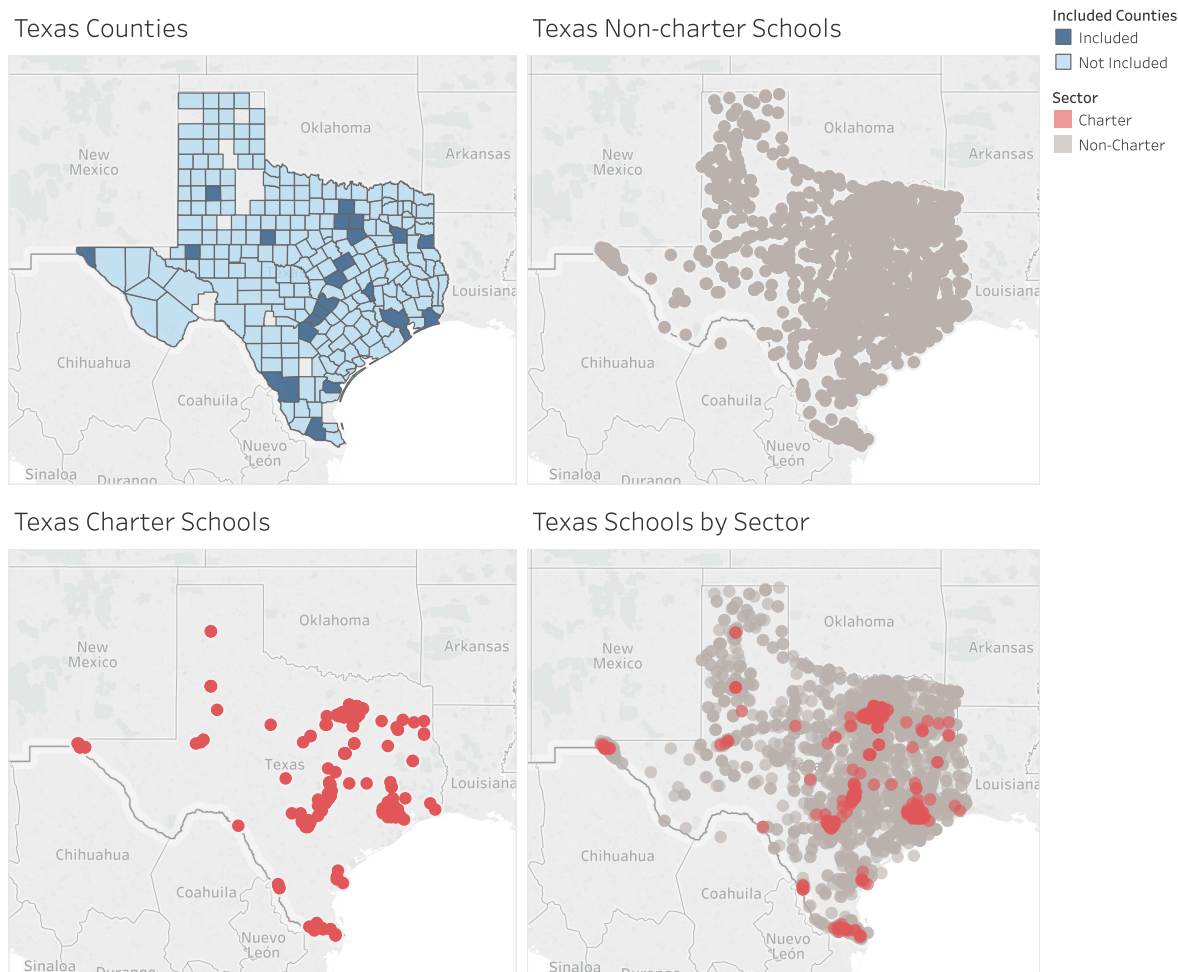 Texas Counties
Texas Non-charter Schools
Included Counties
Included
Not Included
Sector
Charter
Non-Charter
Oklahoma
Arkansas
New
Mexico
Texas
Louisiana
Chihuahua
Coahuila
Nuevo
León
Sinaloa
Durango
Oklahoma
Arkansas
New
Mexico
Louisiana
Chihuahua
Coahuila
Nuevo
León
Sinaloa
Durango
Texas Charter Schools
Texas Schools by Sector
Oklahoma
Arkansas
New
Mexico
Texas
Louisiana
Chihuahua
Coahuila
Nuevo
León
Sinaloa
Durango
Oklahoma
Arkansas
New
Mexico
Louisiana
Chihuahua
Coahuila
Nuevo
León
Sinaloa
Durango